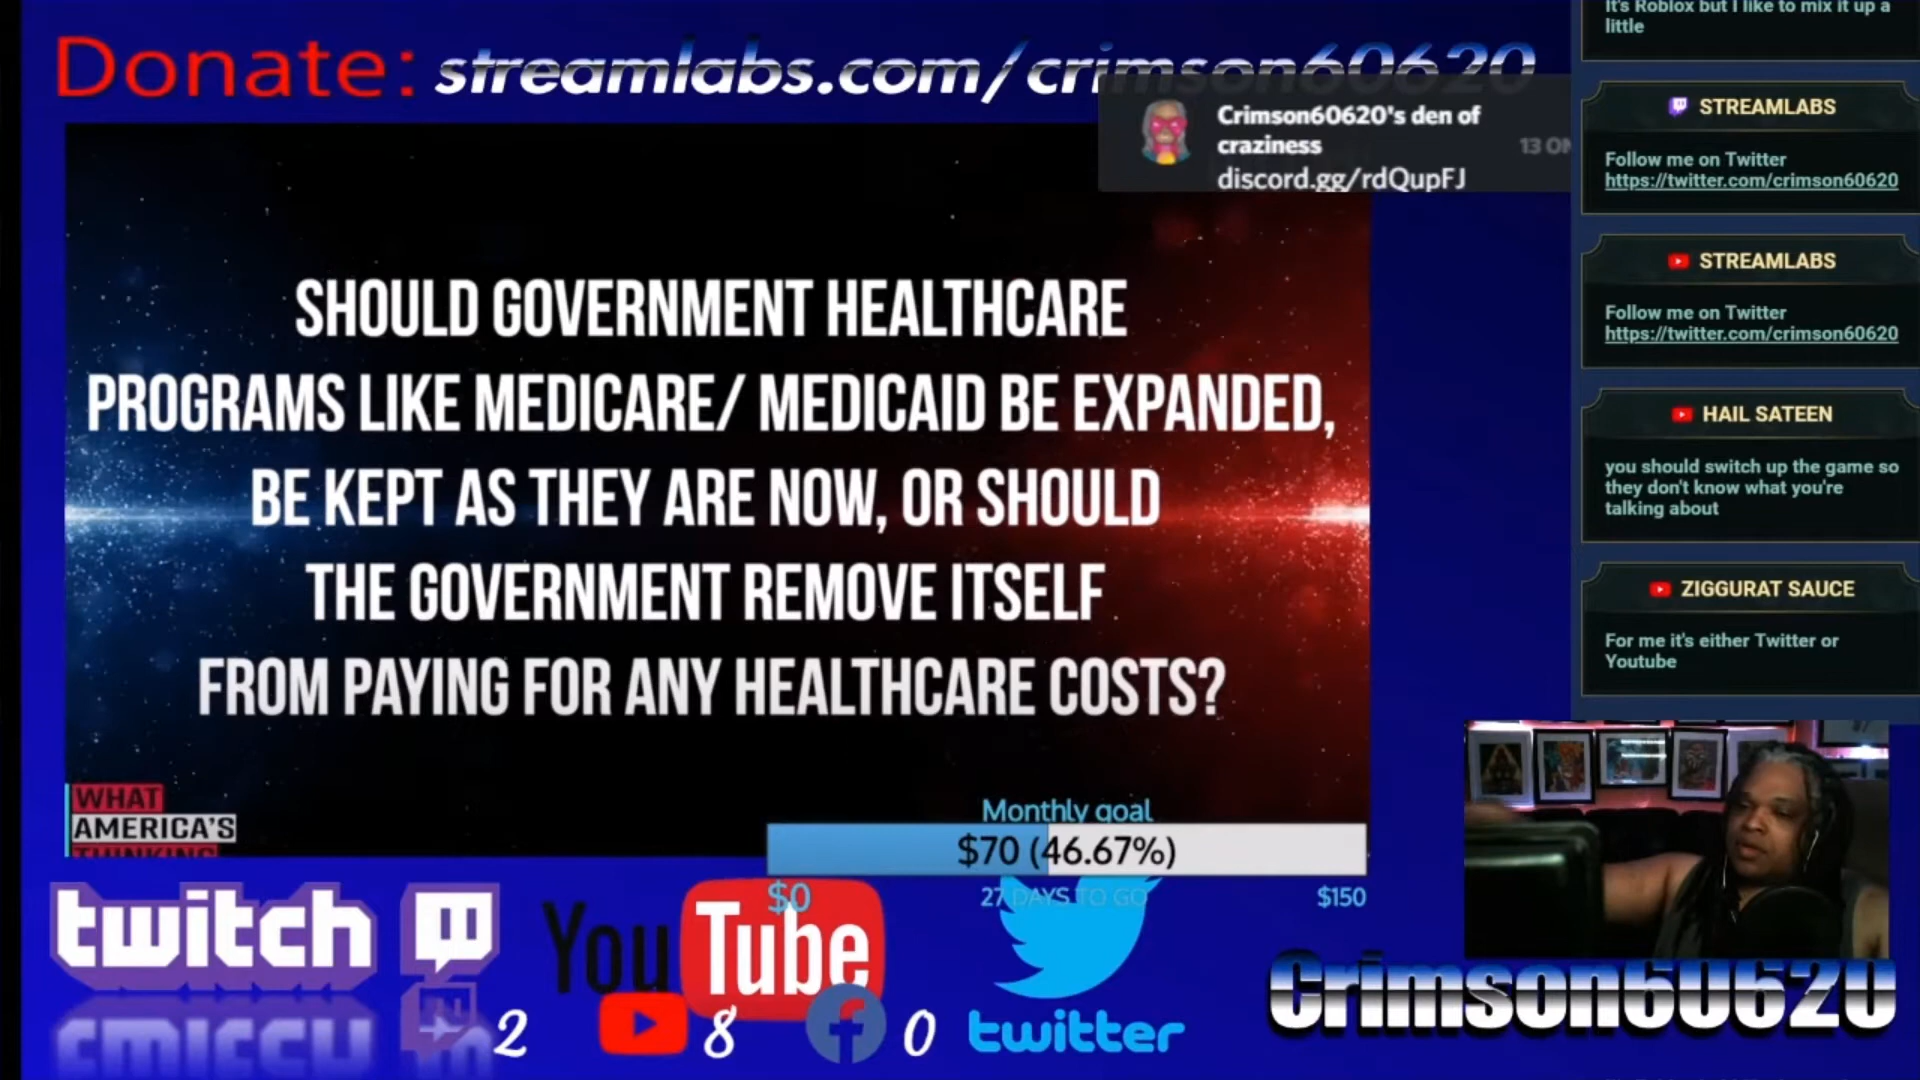 Donate: streamlabs.com/crimson60620
Crimson60620's den of
craziness
13 ON
discord.gg/rdQupFJ
SHOULD GOVERNMENT HEALTHCARE
PROGRAMS LIKE MEDICARE/ MEDICAID BE EXPANDED,
BE KEPT AS THEY ARE NOW, OR SHOULD
THE GOVERNMENT REMOVE ITSELF
FROM PAYING FOR ANY HEALTHCARE COSTS?
WHAT
AMERICA'S
THINKING
Monthly goal
$70 (46.67%)
$0
27 DAYS TO GO
$150
twitch
YouTube
2
8
0
twitter
Crimson60620
It's Roblox but I like to mix it up a
little
STREAMLABS
Follow me on Twitter
https://twitter.com/crimson60620
STREAMLABS
Follow me on Twitter
https://twitter.com/crimson60620
HAIL SATEEN
you should switch up the game so
they don't know what you're
talking about
ZIGGURAT SAUCE
For me it's either Twitter or
Youtube